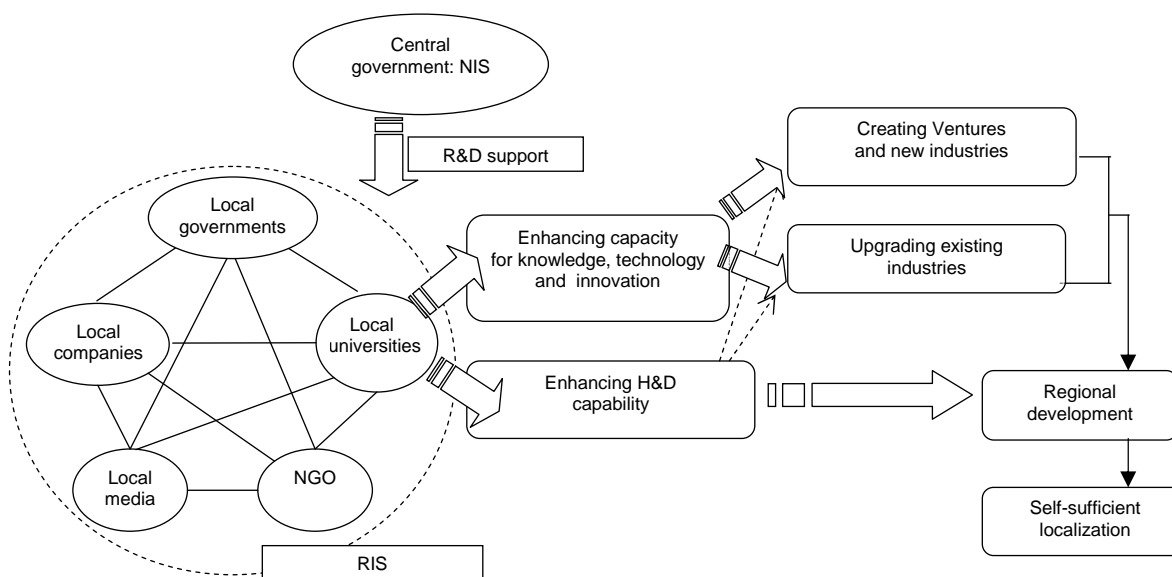 Central
government: NIS
R&D support
Creating Ventures
and new industries
Local
governments
Enhancing capacity
for knowledge, technology
and innovation
Upgrading existing
industries
Local
companies
Local
universities
Enhancing H&D
capability
Regional
development
Local
media
NGO
Self-sufficient
localization
RIS